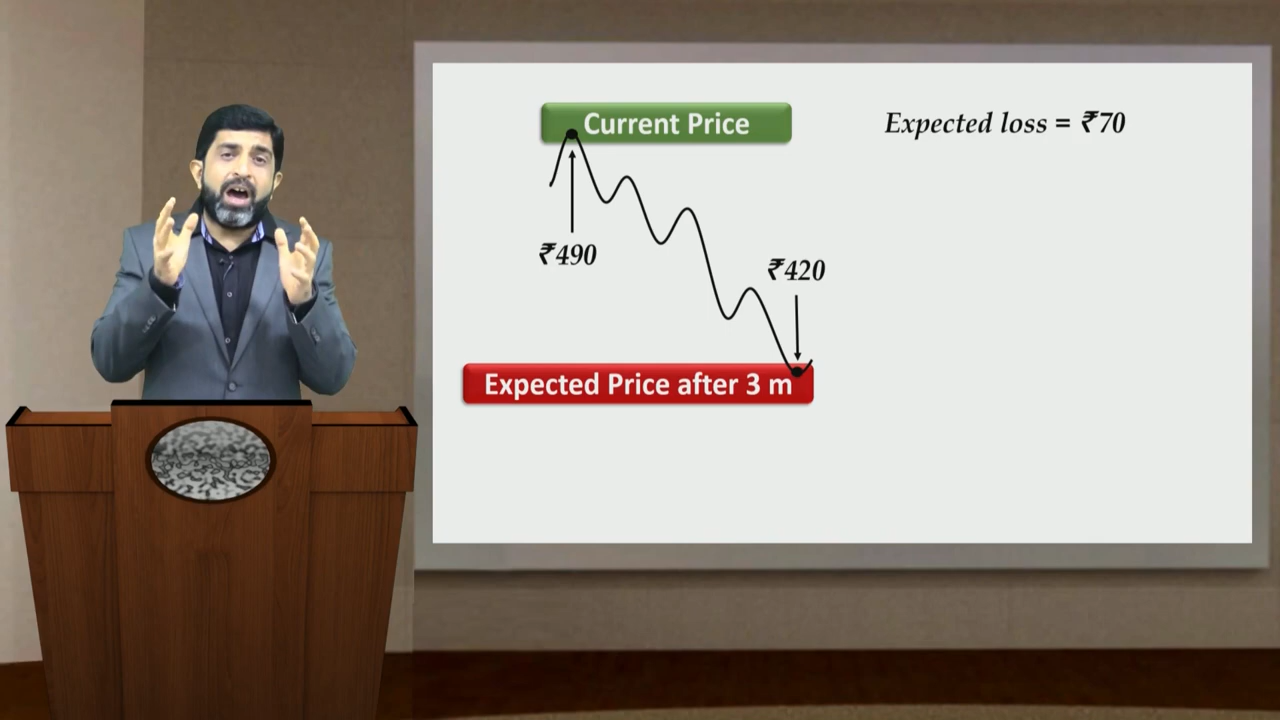 Current Price
Expected loss = ₹70
₹490
₹420
Expected Price after 3 m